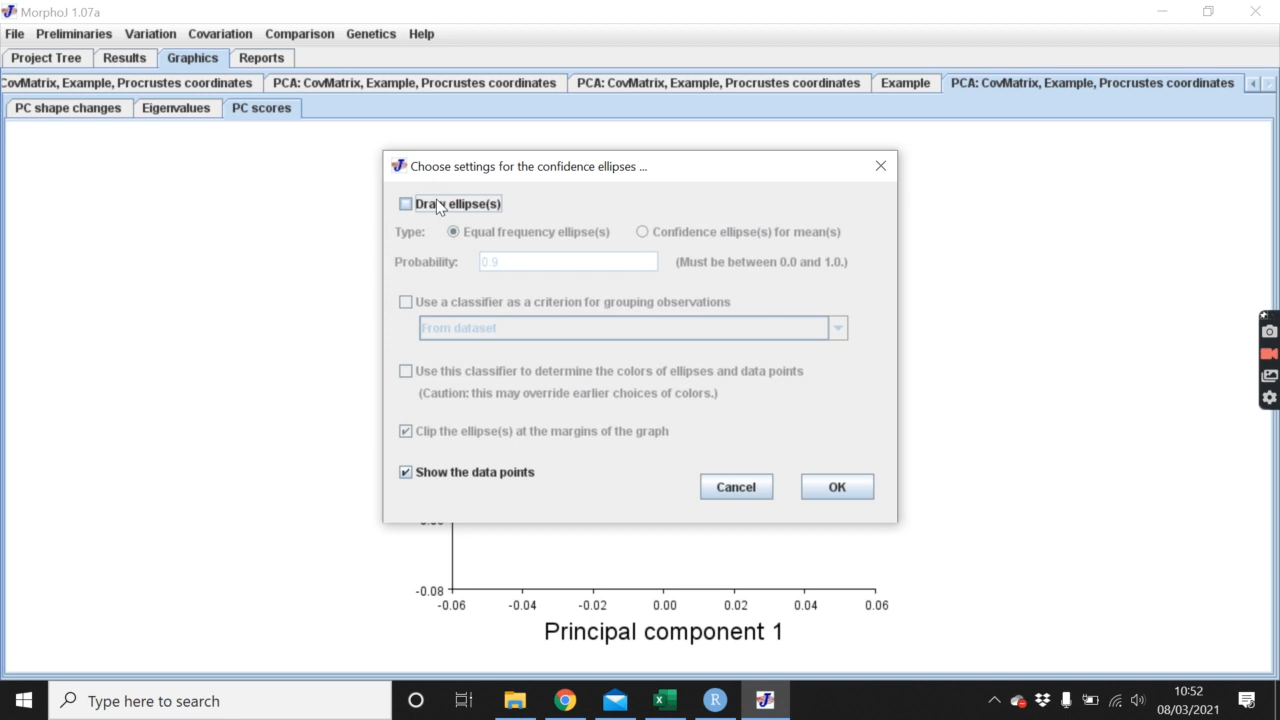 MorphoJ 1.07a
File Preliminaries Variation Covariation Comparison Genetics Help
Project Tree Results Graphics Reports
CovMatrix, Example, Procrustes coordinates PCA: CovMatrix, Example, Procrustes coordinates PCA: CovMatrix, Example, Procrustes coordinates Example PCA: CovMatrix, Example, Procrustes coordinates
PC shape changes Eigenvalues PC scores
Choose settings for the confidence ellipses ...
Draw ellipse(s)
Type: Equal frequency ellipse(s) Confidence ellipse(s) for mean(s)
Probability: 0.9 (Must be between 0.0 and 1.0.)
Use a classifier as a criterion for grouping observations
From dataset
Use this classifier to determine the colors of ellipses and data points
(Caution: this may override earlier choices of colors.)
Clip the ellipse(s) at the margins of the graph
Show the data points
Cancel OK
-0.08
-0.06 -0.04 -0.02 0.00 0.02 0.04 0.06
Principal component 1
Type here to search
10:52
08/03/2021